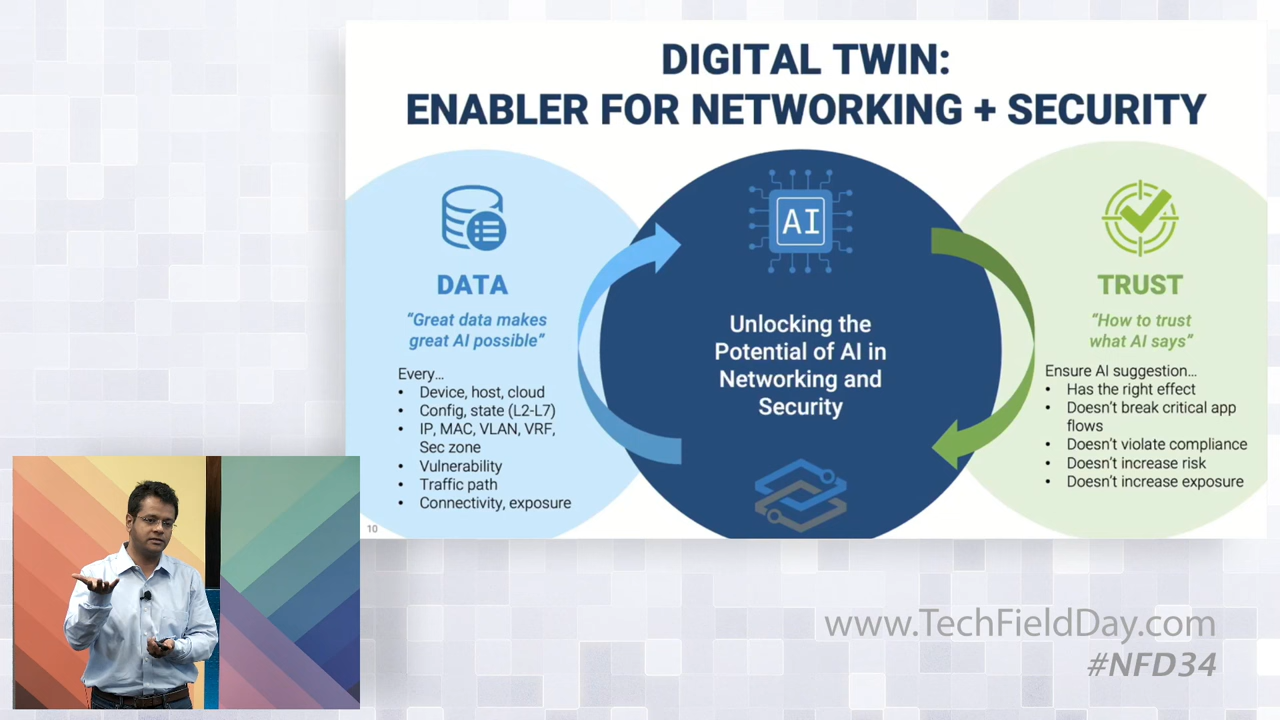 DIGITAL TWIN:
ENABLER FOR NETWORKING + SECURITY
DATA
“Great data makes
great AI possible”
Every…
• Device, host, cloud
• Config, state (L2-L7)
• IP, MAC, VLAN, VRF,
Sec zone
• Vulnerability
• Traffic path
• Connectivity, exposure
10
AI
Unlocking the
Potential of AI in
Networking and
Security
TRUST
“How to trust
what AI says”
Ensure AI suggestion…
• Has the right effect
• Doesn’t break critical app
flows
• Doesn’t violate compliance
• Doesn’t increase risk
• Doesn’t increase exposure
www.TechFieldDay.com
#NFD34